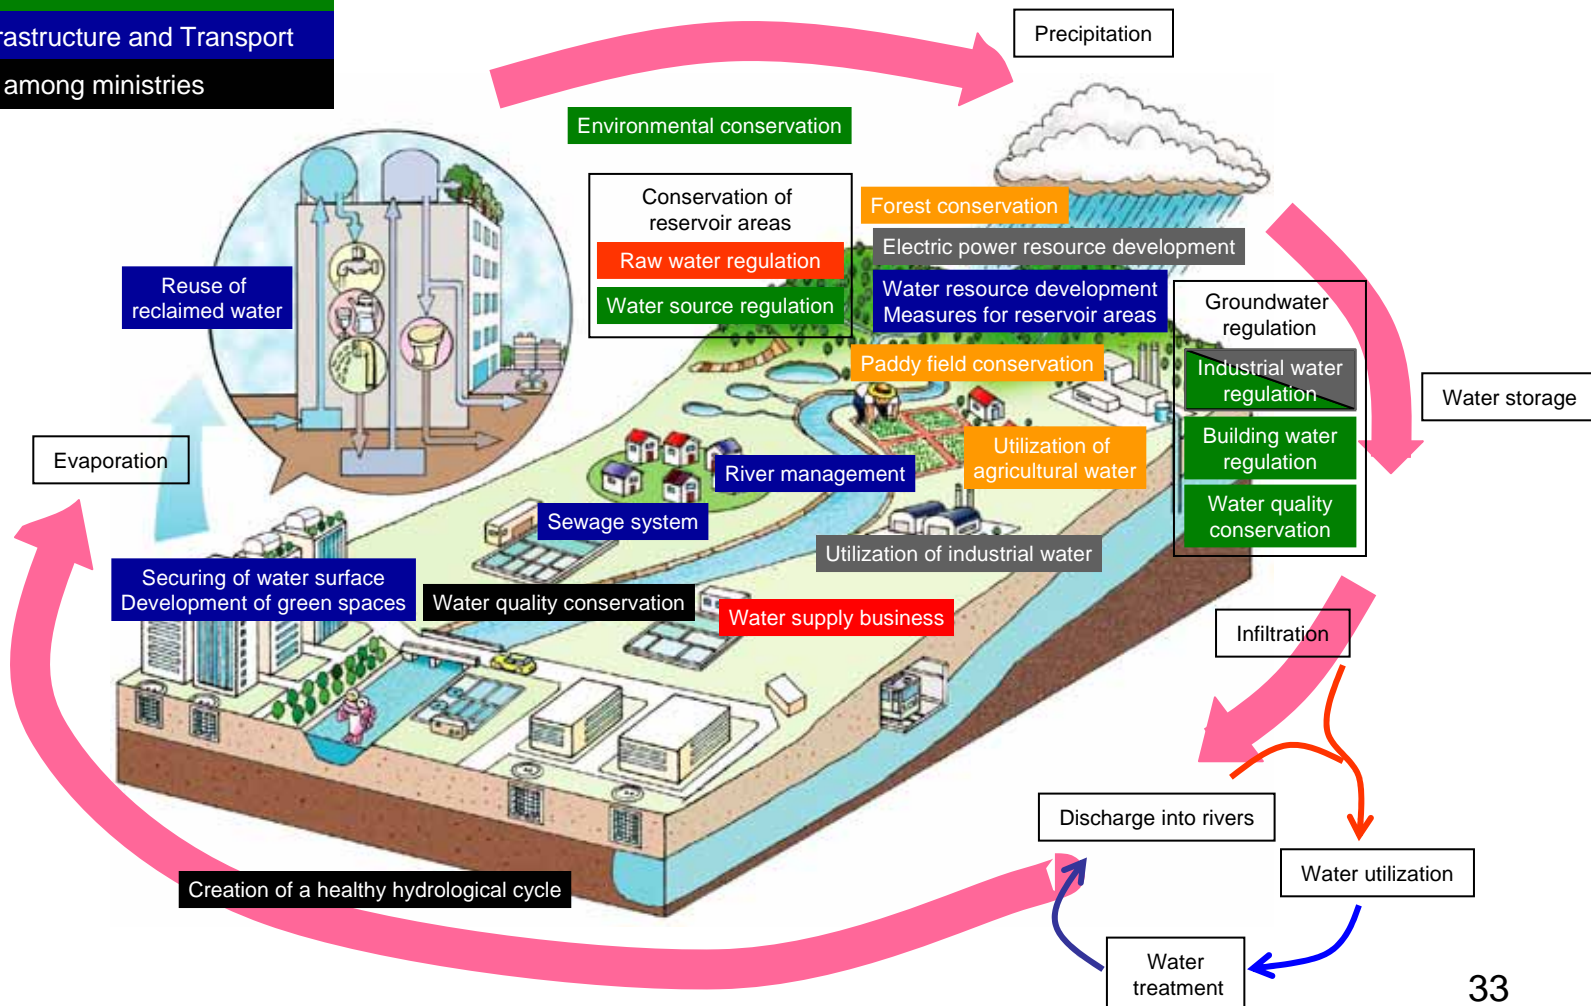 rastructure and Transport
among ministries
Precipitation
Environmental conservation
Conservation of
reservoir areas
Raw water regulation
Water source regulation
Forest conservation
Electric power resource development
Water resource development
Measures for reservoir areas
Reuse of
reclaimed water
Groundwater
regulation
Industrial water
regulation
Building water
regulation
Water quality
conservation
Paddy field conservation
Water storage
Evaporation
Utilization of
agricultural water
River management
Sewage system
Utilization of industrial water
Securing of water surface
Development of green spaces
Water quality conservation
Water supply business
Infiltration
Discharge into rivers
Water utilization
Creation of a healthy hydrological cycle
Water
treatment
33